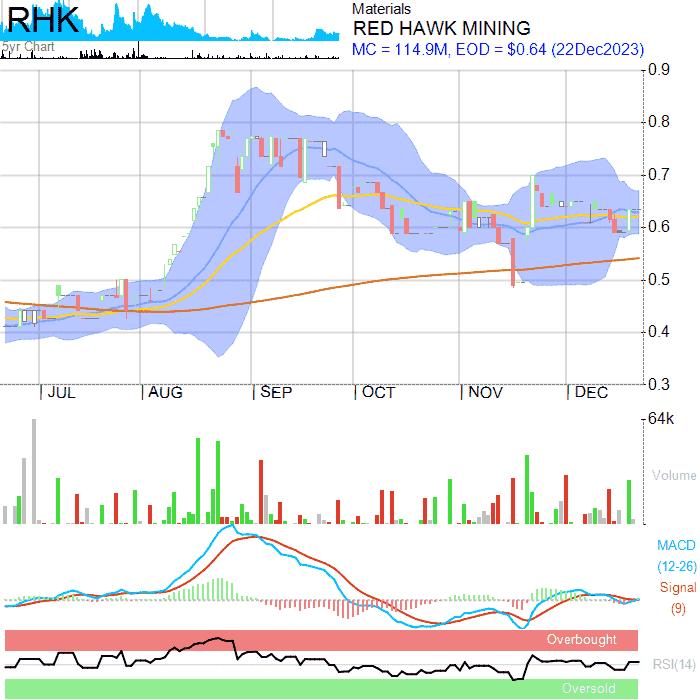 RHK
5yr Chart
Materials
RED HAWK MINING
MC = 114.9M, EOD = $0.64 (22Dec2023)
0.9
0.8
0.7
0.6
0.5
0.4
0.3
JUL
AUG
SEP
OCT
NOV
DEC
64k
Volume
MACD
(12-26)
Signal
(9)
Overbought
RSI(14)
Oversold